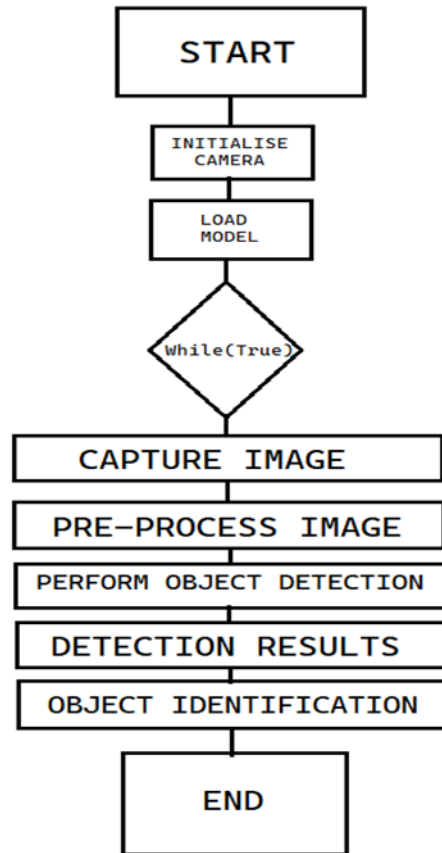 START
INITIALISE
CAMERA
LOAD
MODEL
While(True)
CAPTURE IMAGE
PRE-PROCESS IMAGE
PERFORM OBJECT DETECTION
DETECTION RESULTS
OBJECT IDENTIFICATION
END